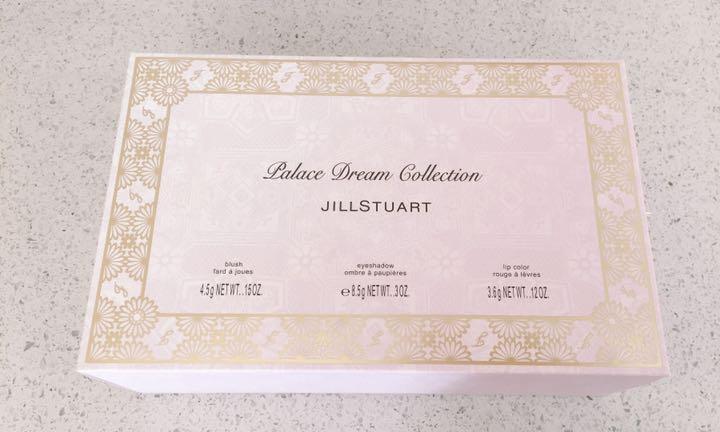 Palace Dream Collection
JILLSTUART
blush
fard à joues
4.5g NET WT. .15 OZ.
eyeshadow
ombre à paupières
℮ 8.5g NET WT. .3 OZ.
lip color
rouge à lèvres
3.6g NET WT. .12 OZ.